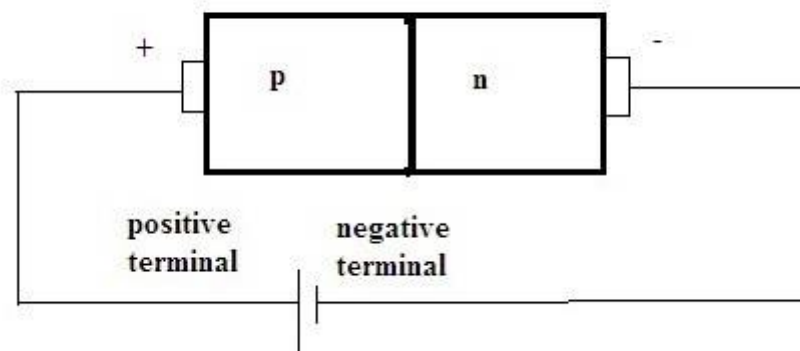 +
-
p
n
positive
terminal
negative
terminal